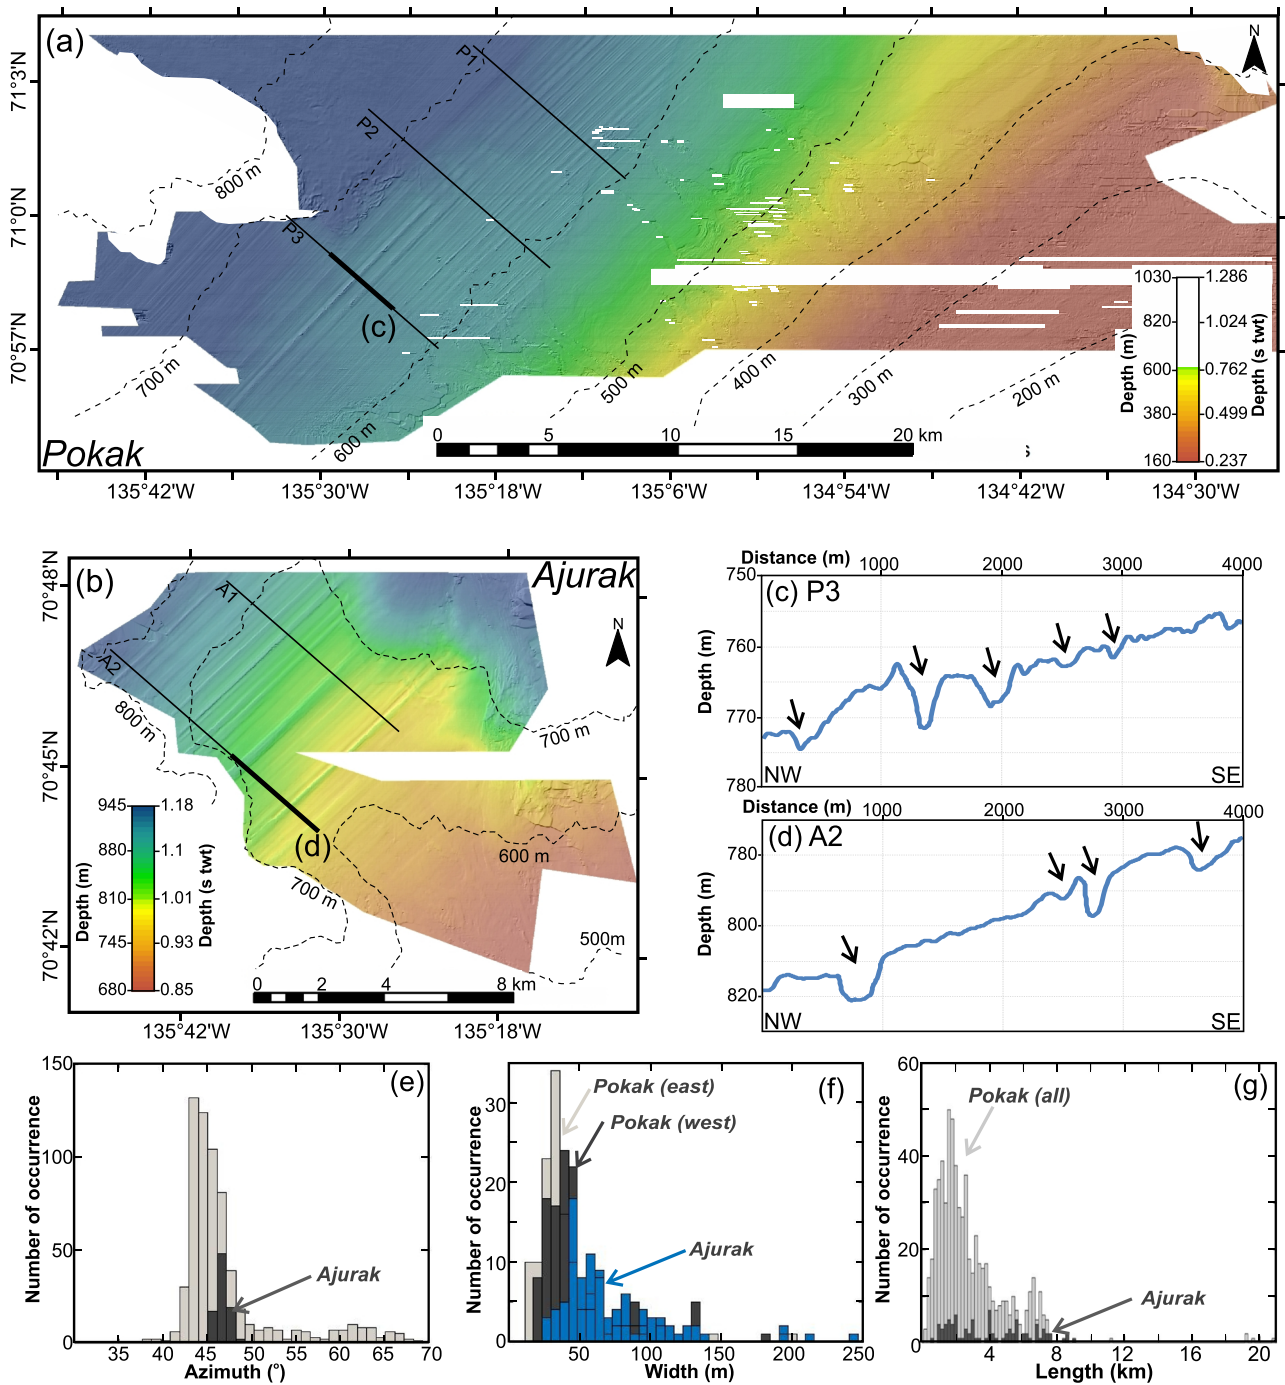 (a)
N
P1
P2
P3
(c)
800 m
700 m
600 m
500 m
400 m
300 m
200 m
71°3'N
71°0'N
70°57'N
Pokak
0 5 10 15 20 km
s
Depth (m)
1030 1.286
820 1.024
600 0.762
380 0.499
160 0.237
Depth (s twt)
135°42'W 135°30'W 135°18'W 135°6'W 134°54'W 134°42'W 134°30'W
(b)
Ajurak
N
A1
A2
(d)
800 m
700 m
700 m
600 m
500m
70°48'N
70°45'N
70°42'N
Depth (m)
945 1.18
880 1.1
810 1.01
745 0.93
680 0.85
Depth (s twt)
0 2 4 8 km
135°42'W 135°30'W 135°18'W
Distance (m) 1000 2000 3000 4000
(c) P3
Depth (m)
750
760
770
780
NW SE
Distance (m) 1000 2000 3000 4000
(d) A2
Depth (m)
780
800
820
NW SE
(e)
Number of occurrence
150
100
50
0
Ajurak
35 40 45 50 55 60 65 70
Azimuth (°)
(f)
Number of occurrence
30
20
10
0
Pokak (east)
Pokak (west)
Ajurak
50 100 150 200 250
Width (m)
(g)
Number of occurrence
60
40
20
0
Pokak (all)
Ajurak
4 8 12 16 20
Length (km)